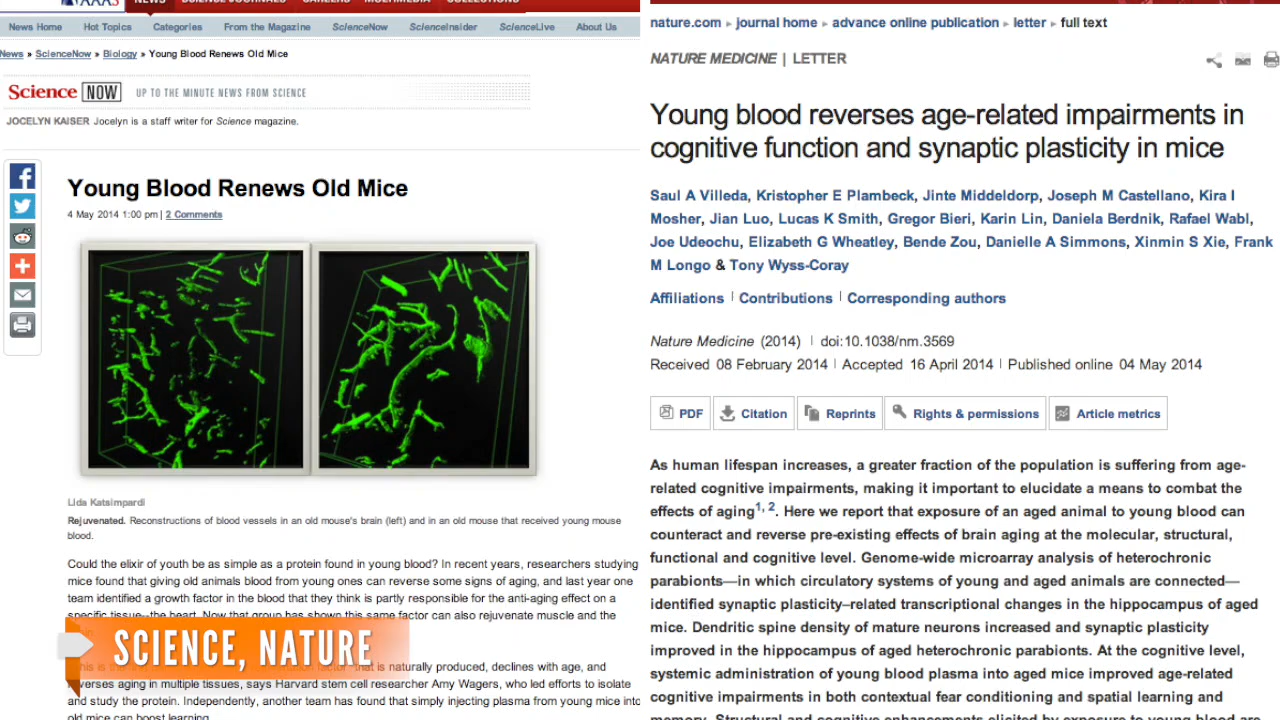 AAAS NEWS SCIENCE JOURNALS CAREERS MULTIMEDIA COLLECTIONS
News Home Hot Topics Categories From the Magazine ScienceNow ScienceInsider ScienceLive About Us
News » ScienceNow » Biology » Young Blood Renews Old Mice
Science NOW UP TO THE MINUTE NEWS FROM SCIENCE
JOCELYN KAISER Jocelyn is a staff writer for Science magazine.
Young Blood Renews Old Mice
4 May 2014 1:00 pm | 2 Comments
Lida Katsimpardi
Rejuvenated. Reconstructions of blood vessels in an old mouse's brain (left) and in an old mouse that received young mouse
blood.
Could the elixir of youth be as simple as a protein found in young blood? In recent years, researchers studying
mice found that giving old animals blood from young ones can reverse some signs of aging, and last year one
team identified a growth factor in the blood that they think is partly responsible for the anti-aging effect on a
specific tissue--the heart. Now that group has shown this same factor can also rejuvenate muscle and the
SCIENCE, NATURE
factor that is naturally produced, declines with age, and
reverses aging in multiple tissues, says Harvard stem cell researcher Amy Wagers, who led efforts to isolate
and study the protein. Independently, another team has found that simply injecting plasma from young mice into
old mice can boost learning.
nature.com ▸ journal home ▸ advance online publication ▸ letter ▸ full text
NATURE MEDICINE | LETTER
Young blood reverses age-related impairments in
cognitive function and synaptic plasticity in mice
Saul A Villeda, Kristopher E Plambeck, Jinte Middeldorp, Joseph M Castellano, Kira I
Mosher, Jian Luo, Lucas K Smith, Gregor Bieri, Karin Lin, Daniela Berdnik, Rafael Wabl,
Joe Udeochu, Elizabeth G Wheatley, Bende Zou, Danielle A Simmons, Xinmin S Xie, Frank
M Longo & Tony Wyss-Coray
Affiliations | Contributions | Corresponding authors
Nature Medicine (2014) | doi:10.1038/nm.3569
Received 08 February 2014 | Accepted 16 April 2014 | Published online 04 May 2014
PDF Citation Reprints Rights & permissions Article metrics
As human lifespan increases, a greater fraction of the population is suffering from age-
related cognitive impairments, making it important to elucidate a means to combat the
effects of aging1, 2. Here we report that exposure of an aged animal to young blood can
counteract and reverse pre-existing effects of brain aging at the molecular, structural,
functional and cognitive level. Genome-wide microarray analysis of heterochronic
parabionts—in which circulatory systems of young and aged animals are connected—
identified synaptic plasticity–related transcriptional changes in the hippocampus of aged
mice. Dendritic spine density of mature neurons increased and synaptic plasticity
improved in the hippocampus of aged heterochronic parabionts. At the cognitive level,
systemic administration of young blood plasma into aged mice improved age-related
cognitive impairments in both contextual fear conditioning and spatial learning and
memory. Structural and cognitive enhancements elicited by exposure to young blood are